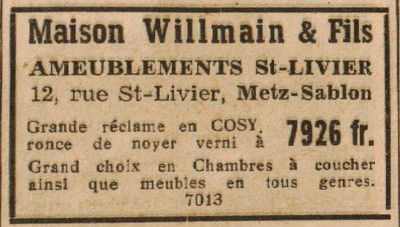 Maison Willmain & Fils
AMEUBLEMENTS St-LIVIER
12, rue St-Livier, Metz-Sablon
Grande réclame en COSY,
ronce de noyer verni à 7926 fr.
Grand choix en Chambres à coucher
ainsi que meubles en tous genres.
7013